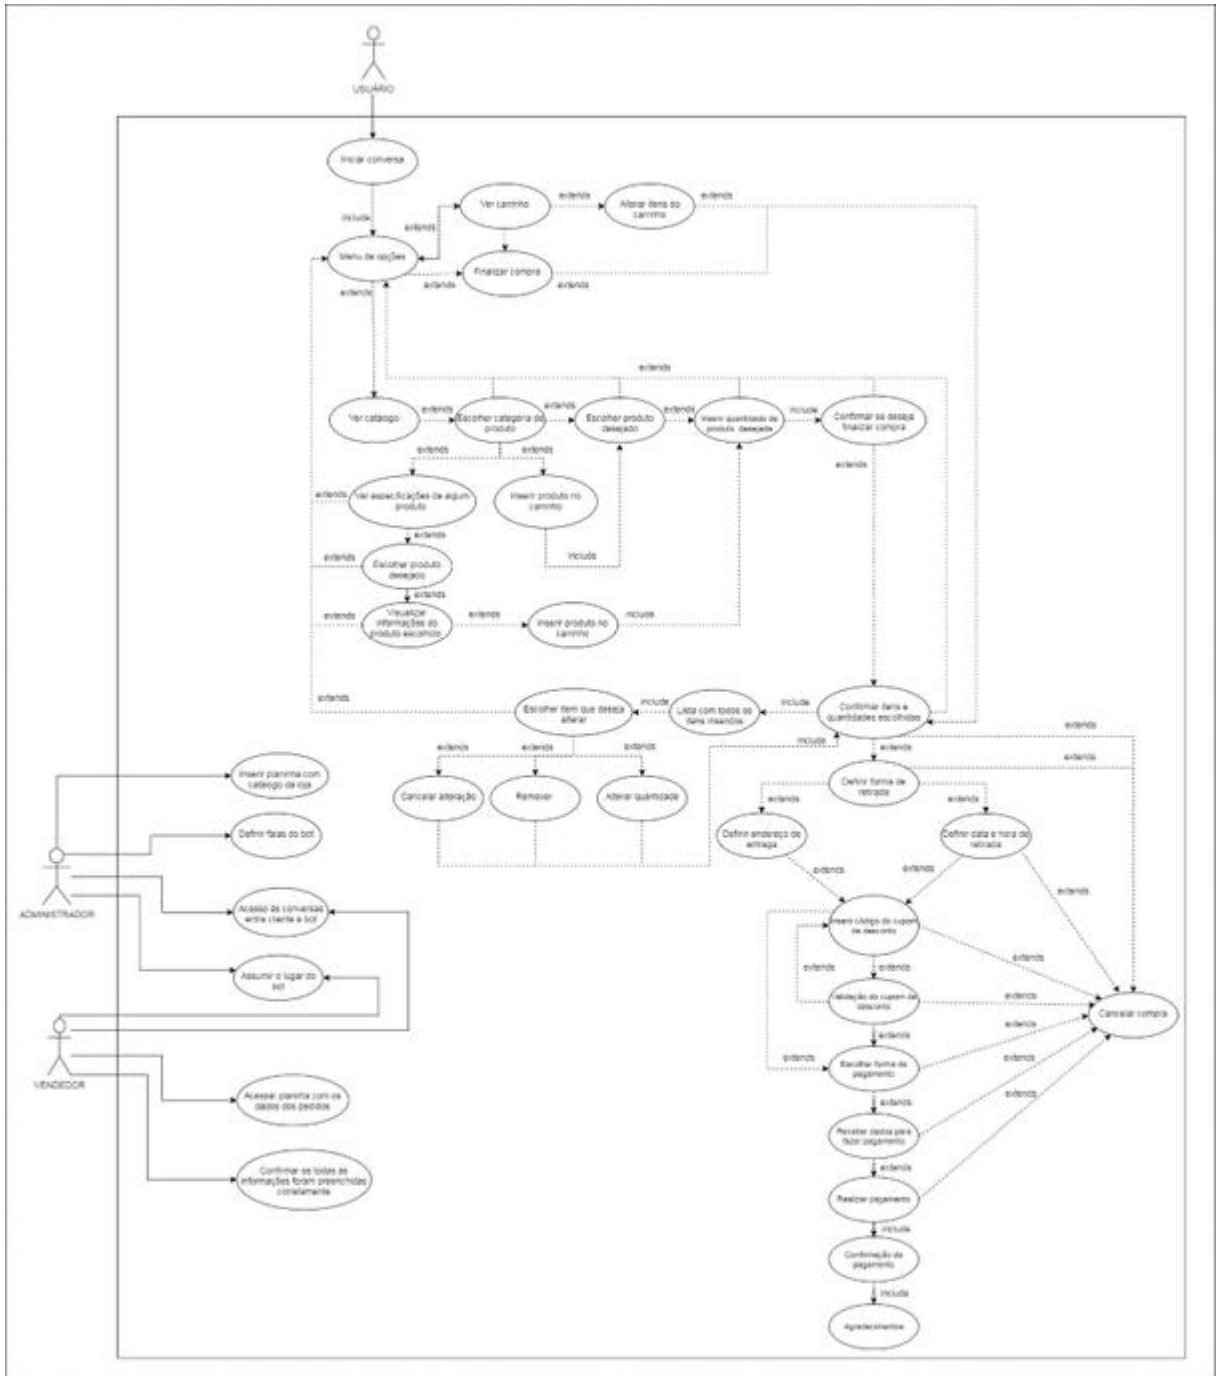 USUÁRIO
Iniciar conversa
include
Menu de opções
extends
Ver carrinho
extends
Alterar itens do
carrinho
extends
extends
Finalizar compra
extends
extends
extends
Ver catálogo
extends
Escolher categoria de
produto
extends
Escolher produto
desejado
extends
Inserir quantidade de
produto desejada
include
Confirmar se deseja
finalizar compra
extends
extends
extends
Ver especificações de algum
produto
extends
Inserir produto no
carrinho
include
extends
Escolher produto
desejado
extends
extends
Visualizar
informações do
produto escolhido
extends
extends
Inserir produto no
carrinho
include
extends
Escolher item que deseja
alterar
include
Lista com todos os
itens inseridos
include
Confirmar itens e
quantidades escolhidas
include
extends
extends
extends
extends
extends
extends
Cancelar alteração
Remover
Alterar quantidade
Definir forma de
retirada
extends
extends
Definir endereço de
entrega
Definir data e hora de
retirada
extends
extends
extends
Inserir código do cupom
de desconto
extends
extends
extends
Validação do cupom de
desconto
extends
extends
extends
Escolher forma de
pagamento
extends
extends
extends
Receber dados para
fazer pagamento
extends
extends
Realizar pagamento
include
Confirmação de
pagamento
include
Agradecimentos
Cancelar compra
ADMINISTRADOR
Inserir planinha com
catálogo da loja
Definir falas do bot
Acesso às conversas
entre cliente e bot
Assumir o lugar do
bot
VENDEDOR
Acessar planiha com os
dados dos pedidos
Confirmar se todas as
informações foram preenchidas
corretamente